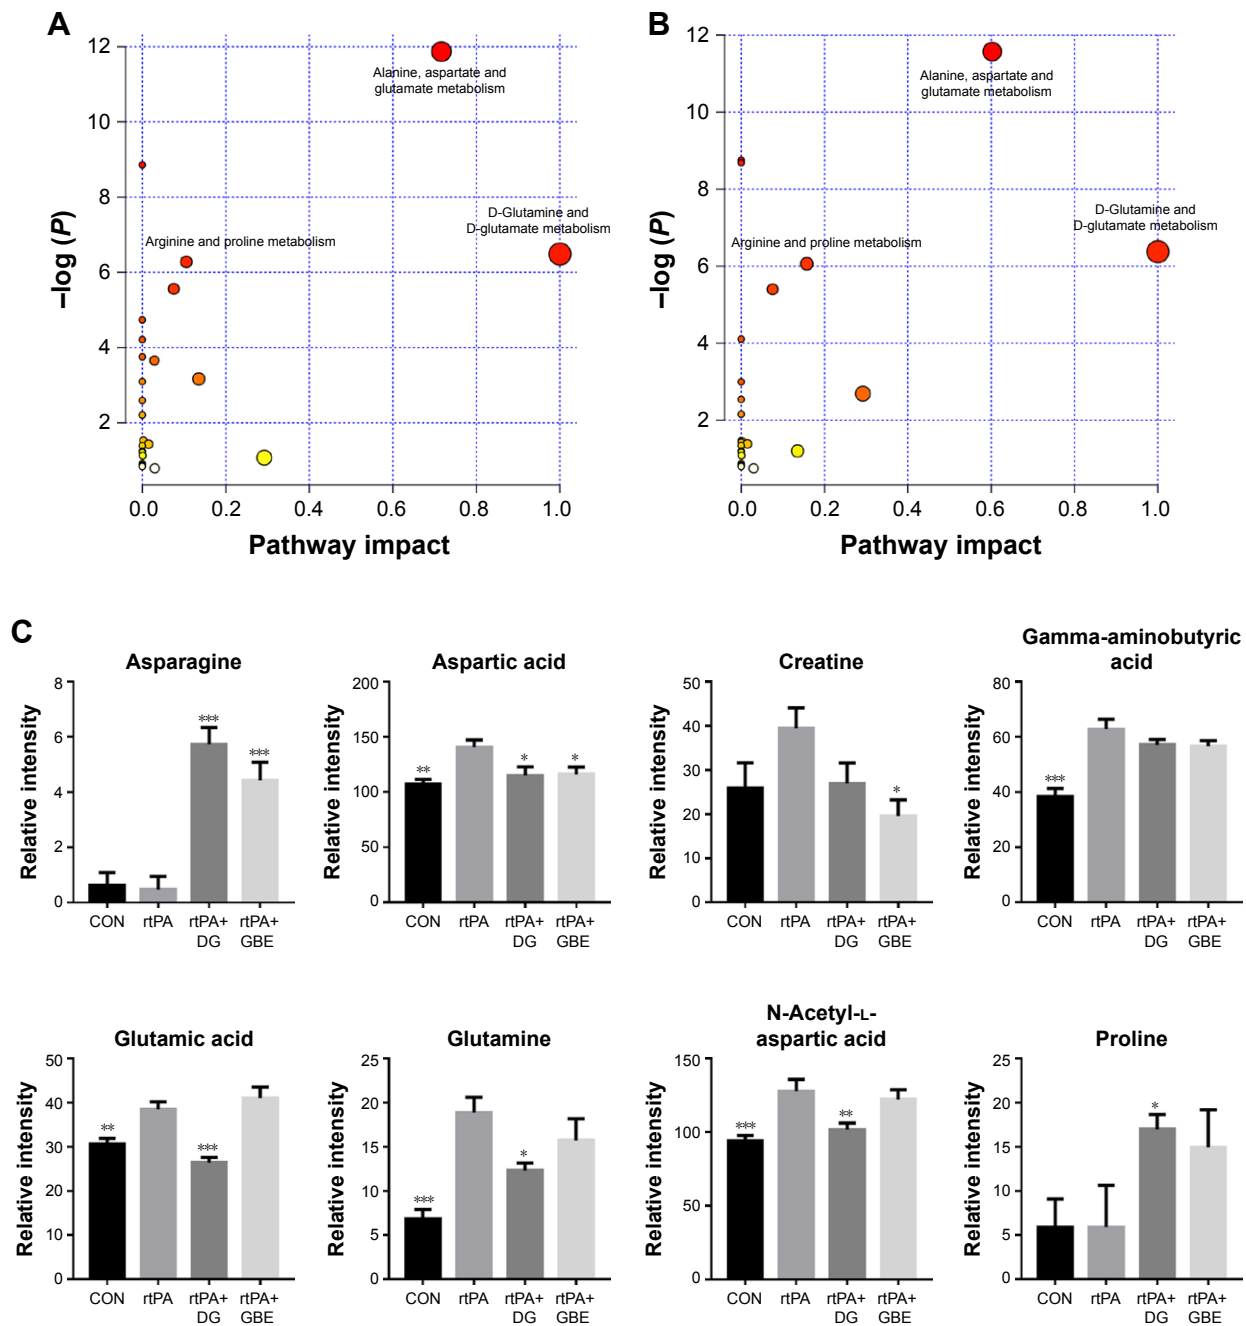 A
12
10
8
6
4
2
–log (P)
Alanine, aspartate and
glutamate metabolism
D-Glutamine and
D-glutamate metabolism
Arginine and proline metabolism
0.0 0.2 0.4 0.6 0.8 1.0
Pathway impact
B
12
10
8
6
4
2
–log (P)
Alanine, aspartate and
glutamate metabolism
D-Glutamine and
D-glutamate metabolism
Arginine and proline metabolism
0.0 0.2 0.4 0.6 0.8 1.0
Pathway impact
C
Asparagine
Relative intensity
8
6
4
2
0
***
***
CON rtPA rtPA+ rtPA+
DG GBE
Aspartic acid
Relative intensity
200
150
100
50
0
**
*
*
CON rtPA rtPA+ rtPA+
DG GBE
Creatine
Relative intensity
50
40
30
20
10
0
*
CON rtPA rtPA+ rtPA+
DG GBE
Gamma-aminobutyric
acid
Relative intensity
80
60
40
20
0
***
CON rtPA rtPA+ rtPA+
DG GBE
Glutamic acid
Relative intensity
50
40
30
20
10
0
**
***
CON rtPA rtPA+ rtPA+
DG GBE
Glutamine
Relative intensity
25
20
15
10
5
0
***
*
CON rtPA rtPA+ rtPA+
DG GBE
N-Acetyl-L-
aspartic acid
Relative intensity
150
100
50
0
***
**
CON rtPA rtPA+ rtPA+
DG GBE
Proline
Relative intensity
25
20
15
10
5
0
*
CON rtPA rtPA+ rtPA+
DG GBE